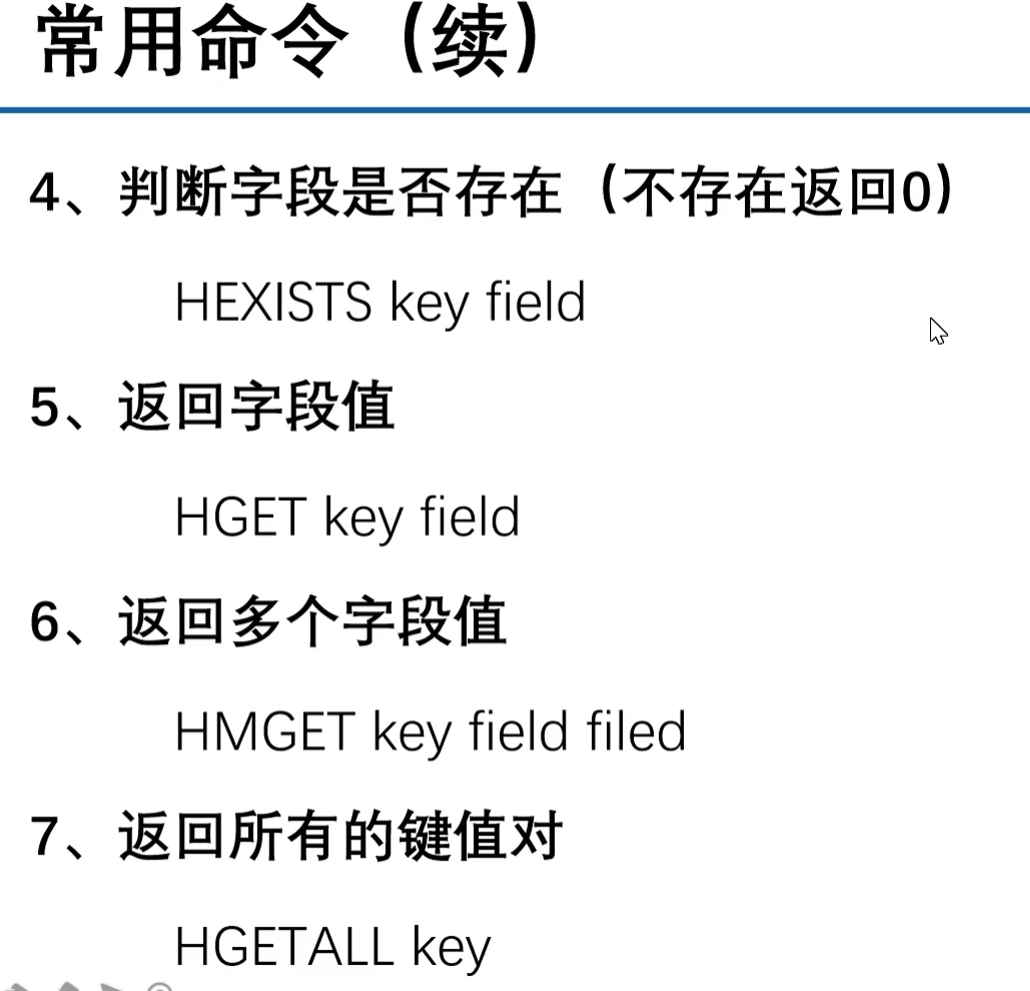 常用命令（续）
4、判断字段是否存在（不存在返回0）
HEXISTS key field
5、返回字段值
HGET key field
6、返回多个字段值
HMGET key field filed
7、返回所有的键值对
HGETALL key